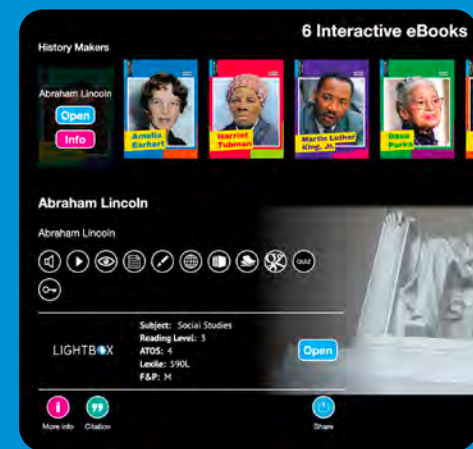 6 Interactive eBooks
History Makers
Abraham Lincoln
Open
Info
Amelia
Earhart
Harriet
Tubman
Martin Luther
King, Jr.
Rosa
Parks
Abraham Lincoln
Abraham Lincoln
QUIZ
LIGHTBOX
Subject: Social Studies
Reading Level: 3
ATOS: 4
Lexile: 590L
F&P: M
Open
More info
Citation
Share